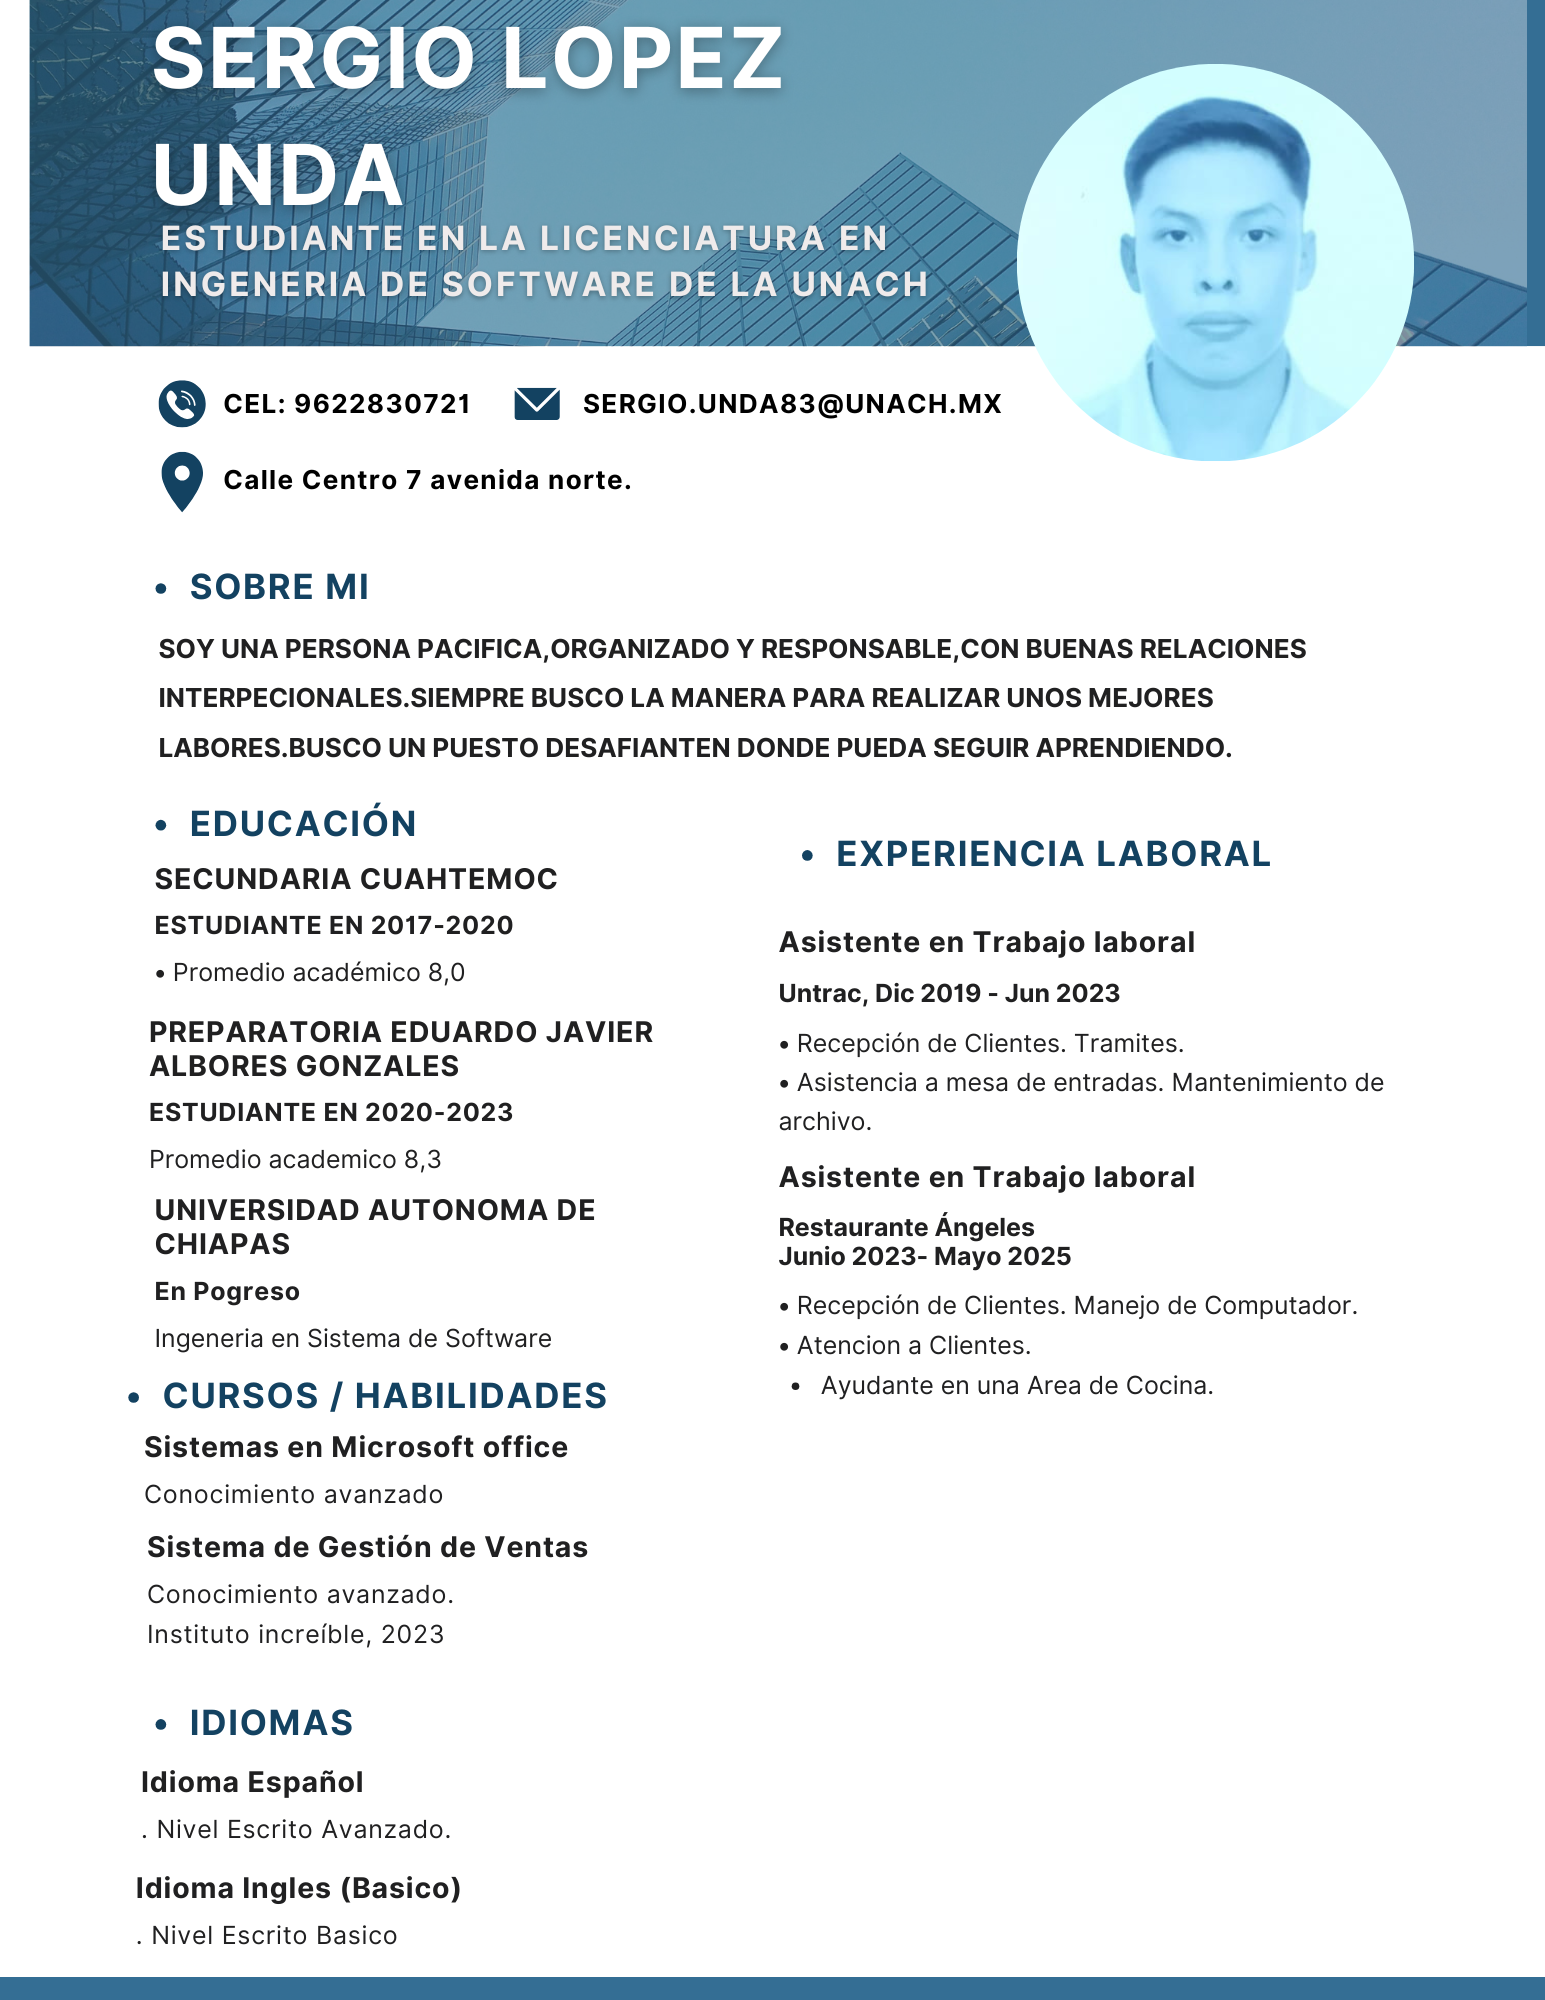 SERGIO LOPEZ
UNDA
ESTUDIANTE EN LA LICENCIATURA EN
INGENERIA DE SOFTWARE DE LA UNACH
CEL: 9622830721
SERGIO.UNDA83@UNACH.MX
Calle Centro 7 avenida norte.
• SOBRE MI
SOY UNA PERSONA PACIFICA,ORGANIZADO Y RESPONSABLE,CON BUENAS RELACIONES
INTERPECIONALES.SIEMPRE BUSCO LA MANERA PARA REALIZAR UNOS MEJORES
LABORES.BUSCO UN PUESTO DESAFIANTEN DONDE PUEDA SEGUIR APRENDIENDO.
• EDUCACIÓN
SECUNDARIA CUAHTEMOC
ESTUDIANTE EN 2017-2020
• Promedio académico 8,0
PREPARATORIA EDUARDO JAVIER
ALBORES GONZALES
ESTUDIANTE EN 2020-2023
Promedio academico 8,3
UNIVERSIDAD AUTONOMA DE
CHIAPAS
En Pogreso
Ingeneria en Sistema de Software
• CURSOS / HABILIDADES
Sistemas en Microsoft office
Conocimiento avanzado
Sistema de Gestión de Ventas
Conocimiento avanzado.
Instituto increíble, 2023
• IDIOMAS
Idioma Español
. Nivel Escrito Avanzado.
Idioma Ingles (Basico)
. Nivel Escrito Basico
• EXPERIENCIA LABORAL
Asistente en Trabajo laboral
Untrac, Dic 2019 - Jun 2023
• Recepción de Clientes. Tramites.
• Asistencia a mesa de entradas. Mantenimiento de
archivo.
Asistente en Trabajo laboral
Restaurante Ángeles
Junio 2023- Mayo 2025
• Recepción de Clientes. Manejo de Computador.
• Atencion a Clientes.
• Ayudante en una Area de Cocina.